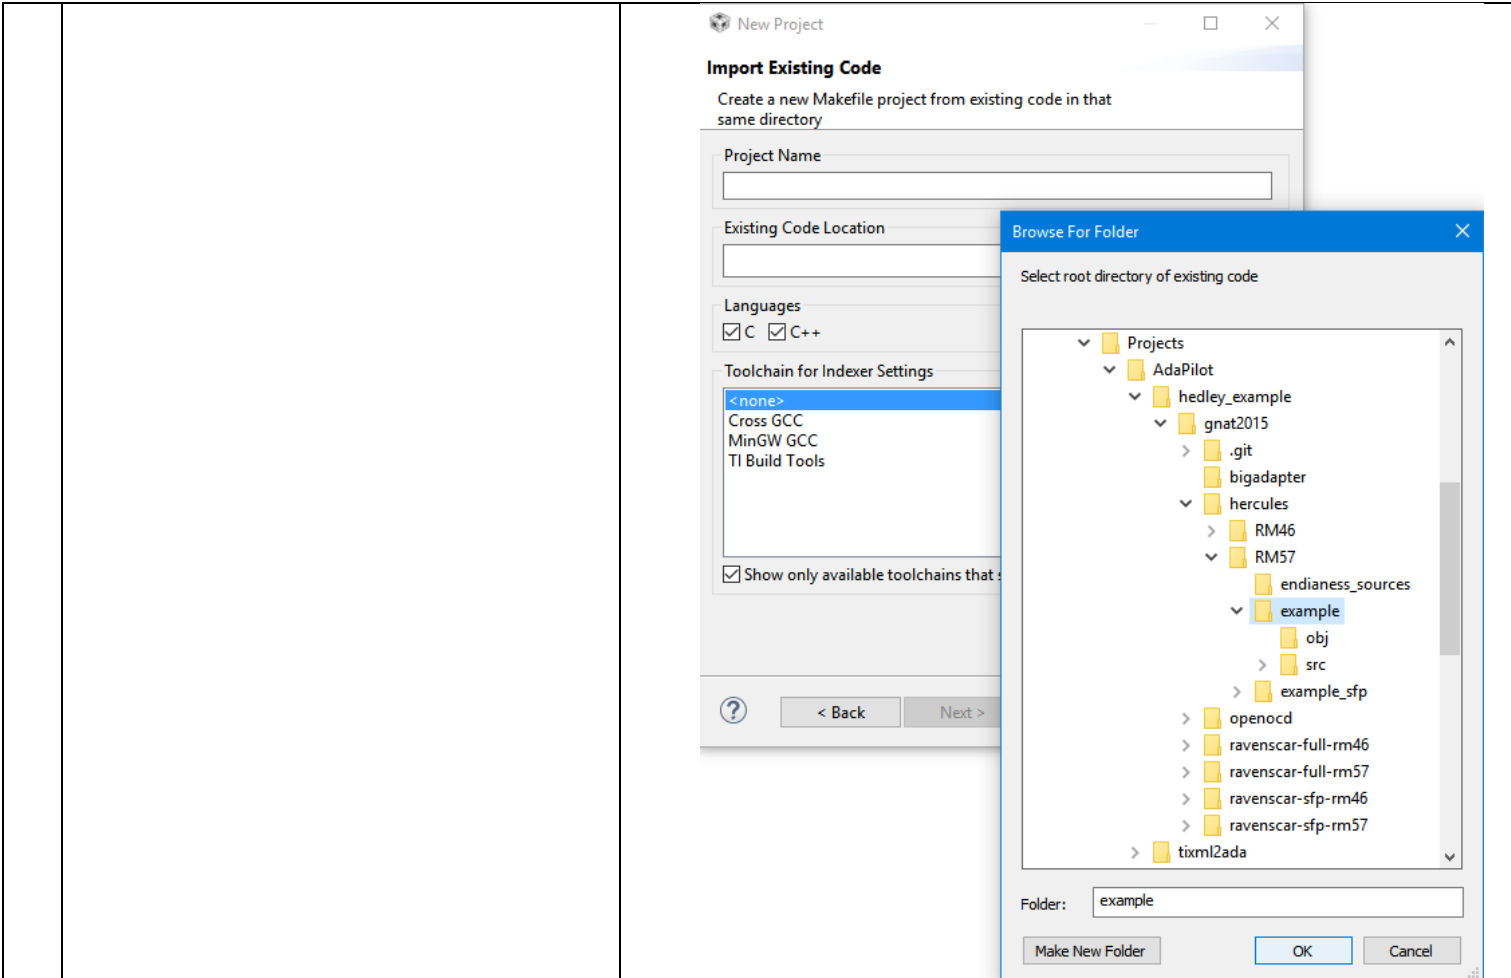 New Project
Import Existing Code
Create a new Makefile project from existing code in that
same directory
Project Name
Existing Code Location
Languages
C C++
Toolchain for Indexer Settings
<none>
Cross GCC
MinGW GCC
TI Build Tools
Show only available toolchains that
< Back Next >
Browse For Folder
Select root directory of existing code
Projects
AdaPilot
hedley_example
gnat2015
.git
bigadapter
hercules
RM46
RM57
endianess_sources
example
obj
src
example_sfp
openocd
ravenscar-full-rm46
ravenscar-full-rm57
ravenscar-sfp-rm46
ravenscar-sfp-rm57
tixml2ada
Folder: example
Make New Folder OK Cancel